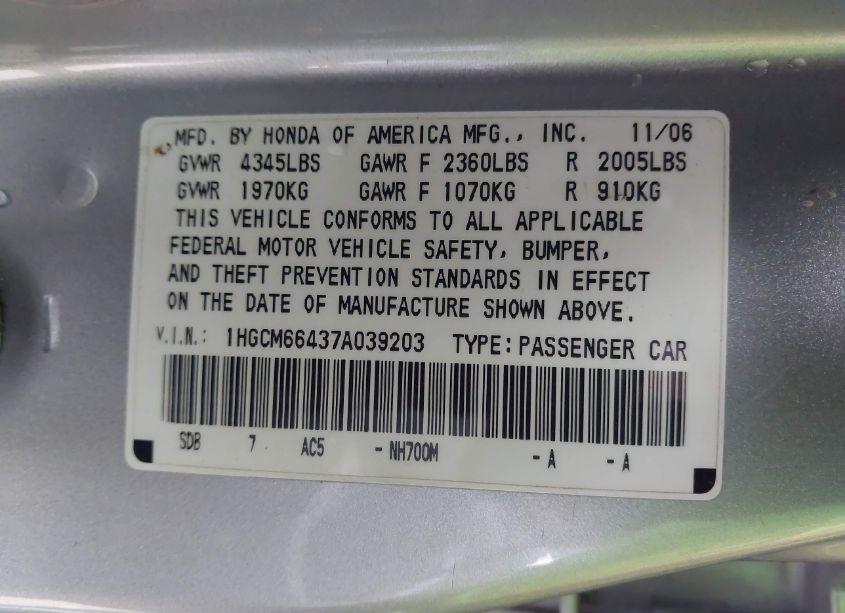 MFD. BY HONDA OF AMERICA MFG., INC. 11/06
GVWR 4345LBS GAWR F 2360LBS R 2005LBS
GVWR 1970KG GAWR F 1070KG R 910KG
THIS VEHICLE CONFORMS TO ALL APPLICABLE
FEDERAL MOTOR VEHICLE SAFETY, BUMPER,
AND THEFT PREVENTION STANDARDS IN EFFECT
ON THE DATE OF MANUFACTURE SHOWN ABOVE.
V.I.N.: 1HGCM66437A039203 TYPE:PASSENGER CAR
SDB 7 AC5 -NH700M -A -A